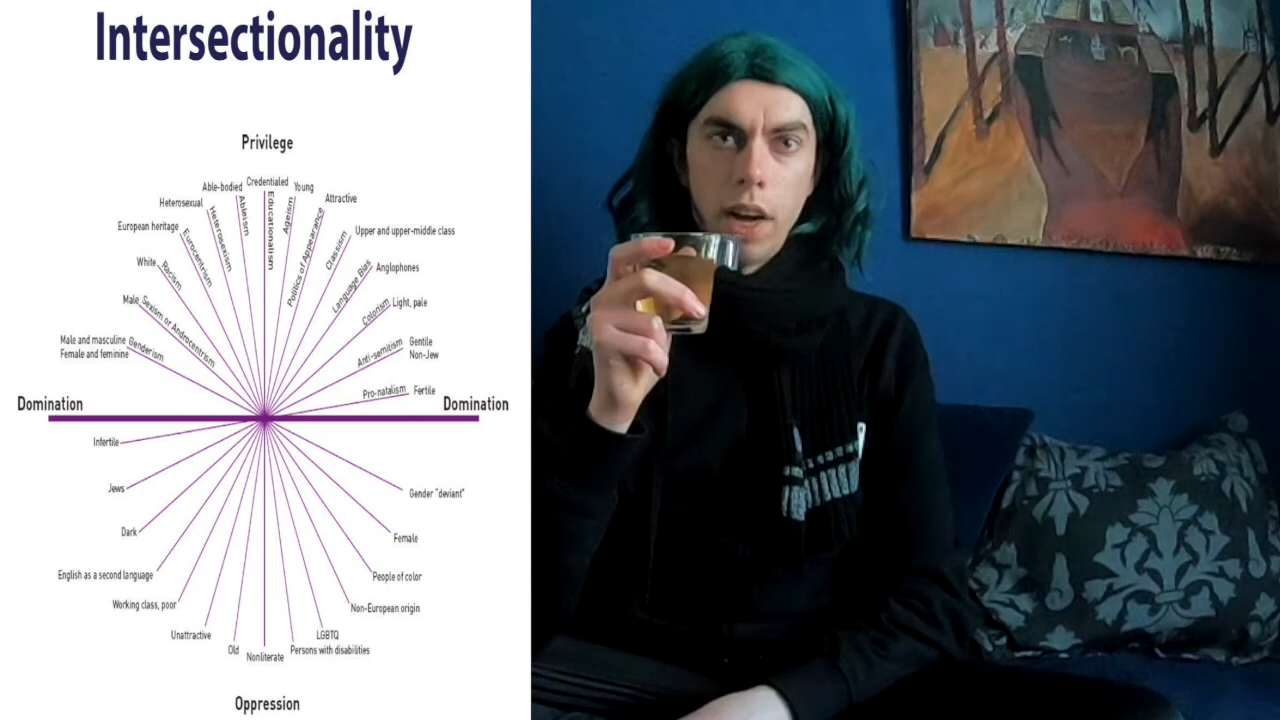 Intersectionality
Privilege
Credentialed
Able-bodied
Young
Heterosexual
Attractive
European heritage
Upper and upper-middle class
White
Anglophones
Male
Light, pale
Male and masculine
Female and feminine
Gentile
Non-Jew
Fertile
Genderism
Sexism or Androcentrism
Racism
Eurocentrism
Heterosexism
Ableism
Educationalism
Ageism
Politics of Appearance
Classism
Language Bias
Colorism
Anti-semitism
Pro-natalism
Domination
Domination
Infertile
Jews
Gender "deviant"
Dark
Female
English as a second language
People of color
Working class, poor
Non-European origin
Unattractive
LGBTQ
Old
Persons with disabilities
Nonliterate
Oppression